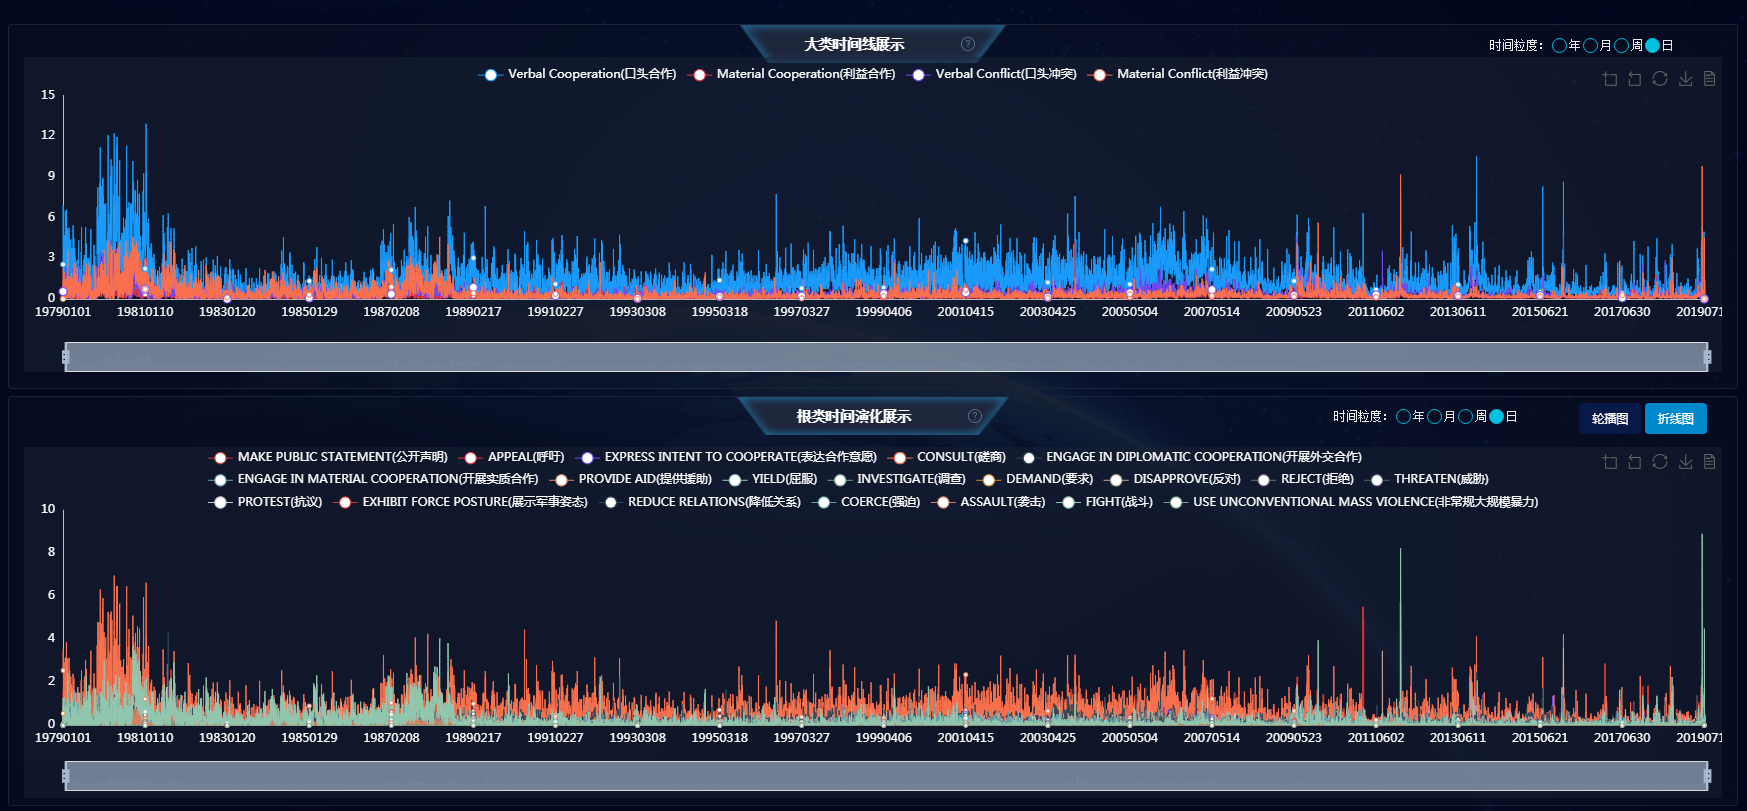 大类时间线展示
时间粒度： 年 月 周 日
Verbal Cooperation(口头合作) Material Cooperation(利益合作) Verbal Conflict(口头冲突) Material Conflict(利益冲突)
15
12
9
6
3
0
19790101 19810110 19830120 19850129 19870208 19890217 19910227 19930308 19950318 19970327 19990406 20010415 20030425 20050504 20070514 20090523 20110602 20130611 20150621 20170630 2019071
根类时间演化展示
时间粒度： 年 月 周 日 轮播图 折线图
MAKE PUBLIC STATEMENT(公开声明) APPEAL(呼吁) EXPRESS INTENT TO COOPERATE(表达合作意愿) CONSULT(磋商) ENGAGE IN DIPLOMATIC COOPERATION(开展外交合作)
ENGAGE IN MATERIAL COOPERATION(开展实质合作) PROVIDE AID(提供援助) YIELD(屈服) INVESTIGATE(调查) DEMAND(要求) DISAPPROVE(反对) REJECT(拒绝) THREATEN(威胁)
PROTEST(抗议) EXHIBIT FORCE POSTURE(展示军事姿态) REDUCE RELATIONS(降低关系) COERCE(强迫) ASSAULT(袭击) FIGHT(战斗) USE UNCONVENTIONAL MASS VIOLENCE(非常规大规模暴力)
10
8
6
4
2
0
19790101 19810110 19830120 19850129 19870208 19890217 19910227 19930308 19950318 19970327 19990406 20010415 20030425 20050504 20070514 20090523 20110602 20130611 20150621 20170630 2019071